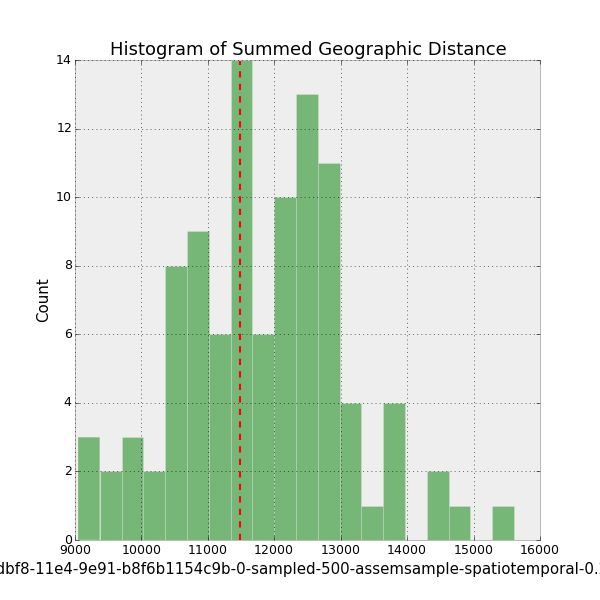 Histogram of Summed Geographic Distance
14
12
10
8
6
4
2
0
Count
9000 10000 11000 12000 13000 14000 15000 16000
dbf8-11e4-9e91-b8f6b1154c9b-0-sampled-500-assemsample-spatiotemporal-0.